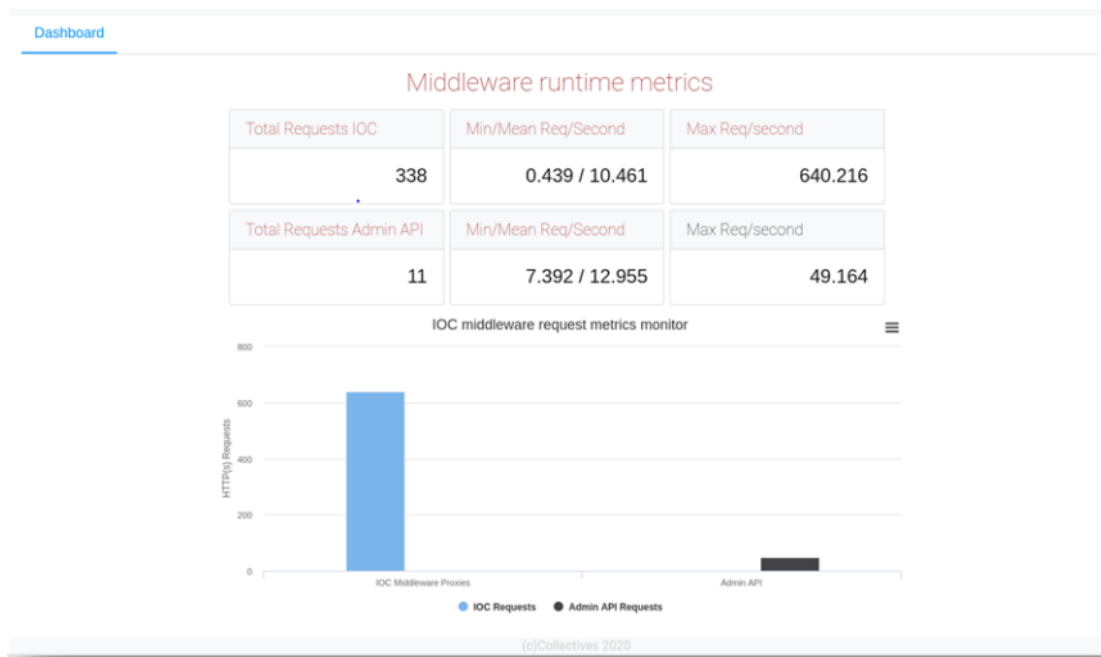 Dashboard
Middleware runtime metrics
Total Requests IOC
Min/Mean Req/Second
Max Req/second
338
0.439 / 10.461
640.216
Total Requests Admin API
Min/Mean Req/Second
Max Req/second
11
7.392 / 12.955
49.164
IOC middleware request metrics monitor
HTTP(s) Requests
800
600
400
200
0
IOC Middleware Proxies
Admin API
IOC Requests
Admin API Requests
(c)Collectives 2020